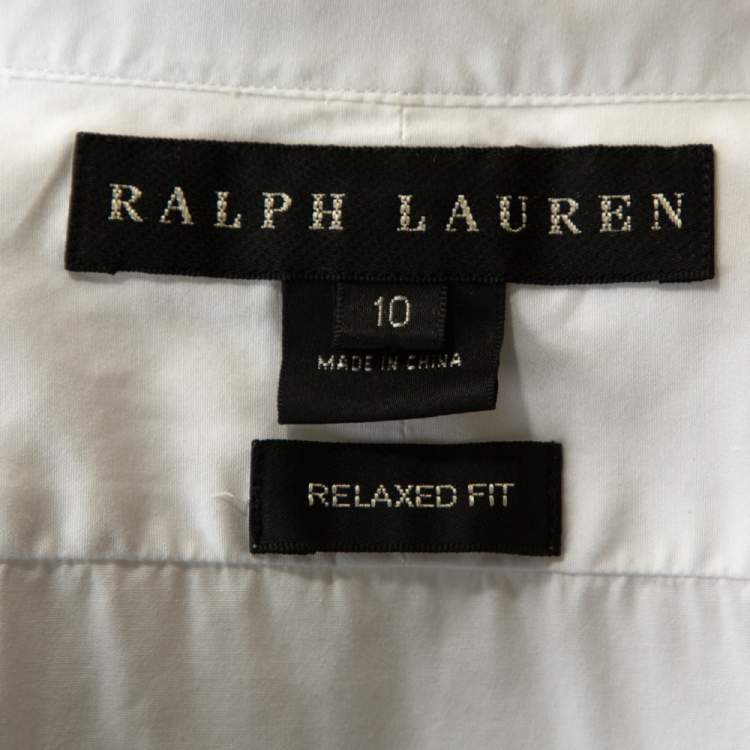 RALPH LAUREN
10
MADE IN CHINA
RELAXED FIT